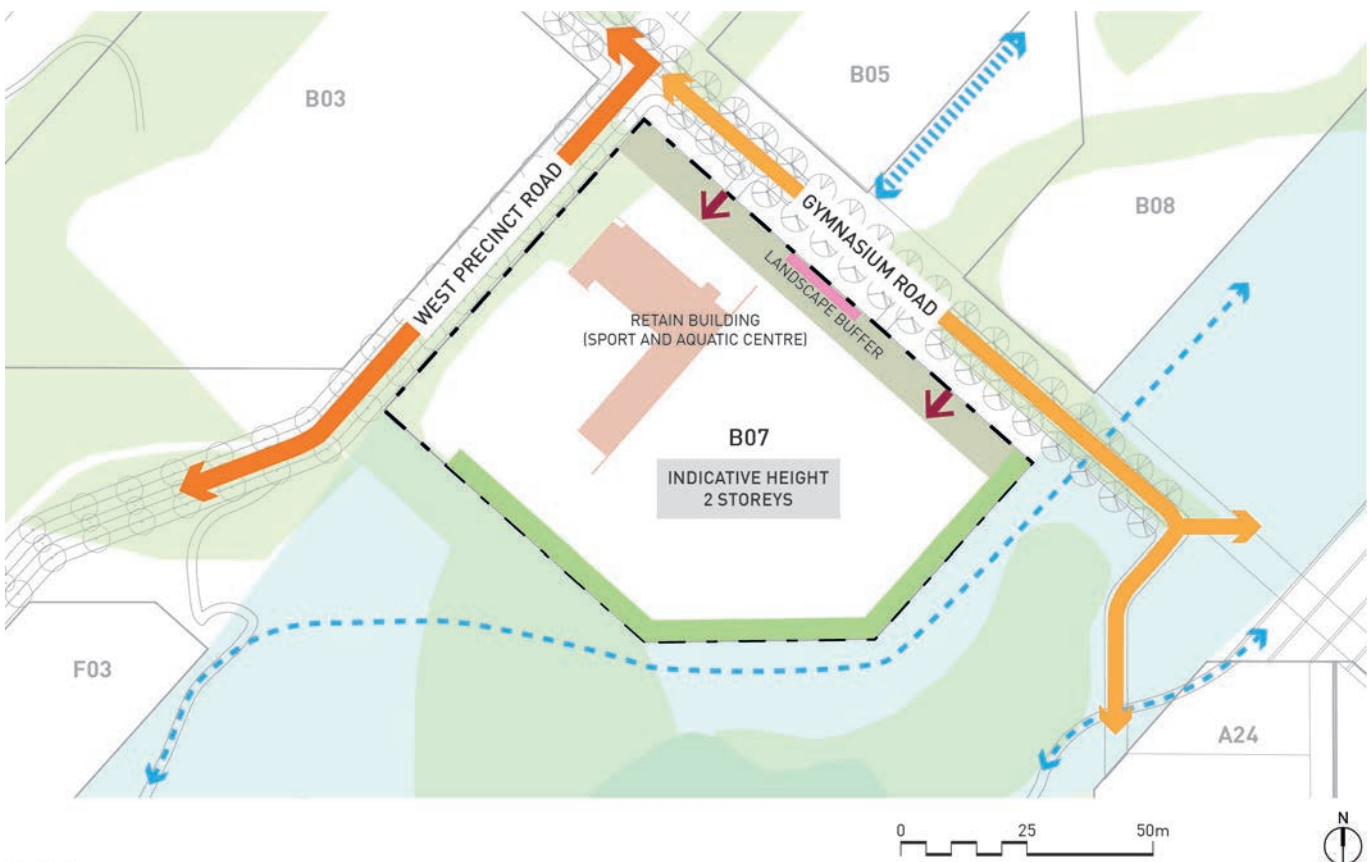 B03
B05
B08
WEST PRECINCT ROAD
GYMNASIUM ROAD
LANDSCAPE BUFFER
RETAIN BUILDING
(SPORT AND AQUATIC CENTRE)
B07
INDICATIVE HEIGHT
2 STOREYS
F03
A24
0 25 50m
N